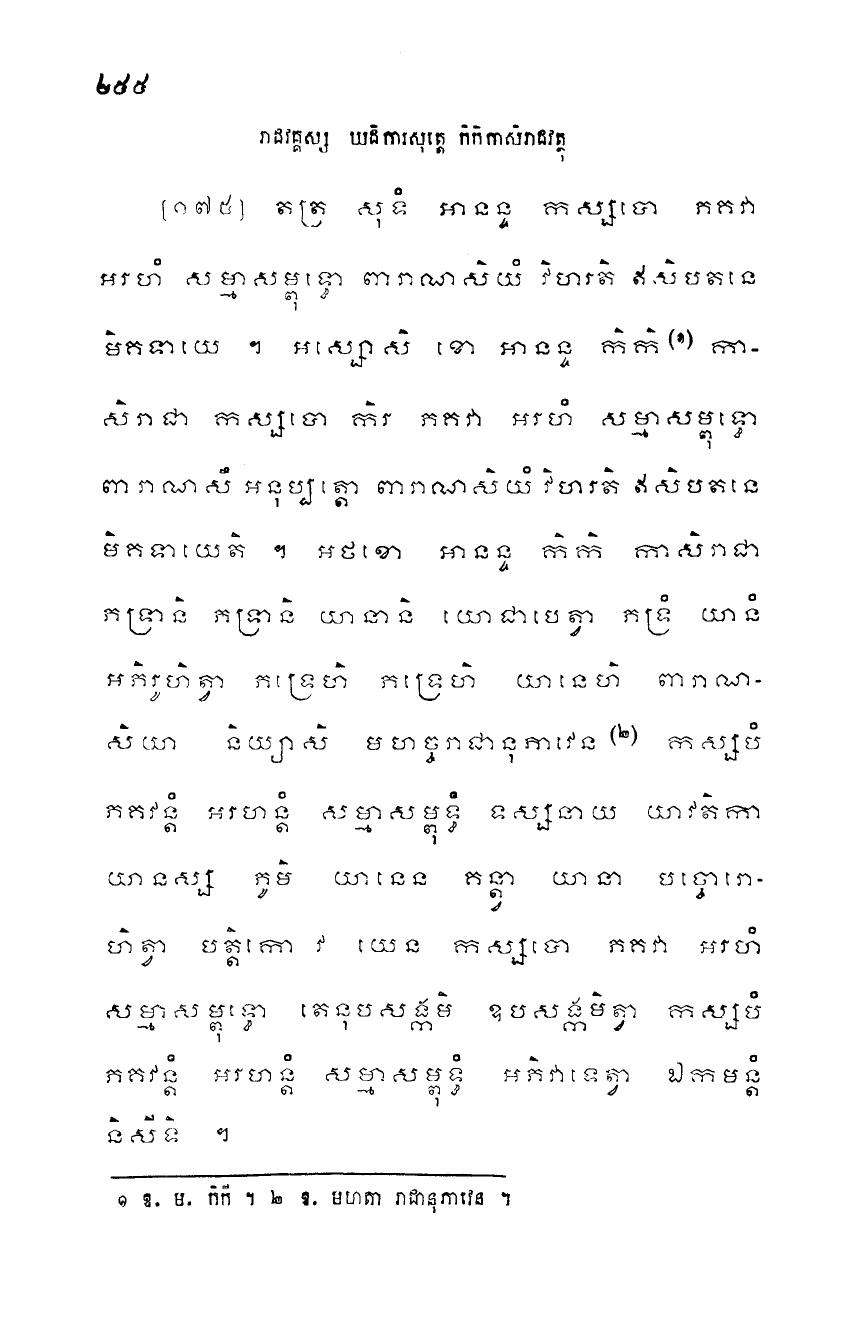 ២៥៥
រាជវគ្គស្ស ឃដិការសុត្តេ កិកិកាសិរាជវត្ថុ
[១៧៥] តត្រ សុទំ អានន្ទ កស្សបោ ភគវា
អរហំ សម្មាសម្ពុទ្ធោ ពារាណសិយំ វិហរតិ ឥសិបតនេ
មិគទាយេ ។ អស្សោសិ ខោ អានន្ទ កិកិ (១) កា-
សិរាជា កស្សបោ កិរ ភគវា អរហំ សម្មាសម្ពុទ្ធោ
ពារាណសឹ អនុប្បត្តោ ពារាណសិយំ វិហរតិ ឥសិបតនេ
មិគទាយេតិ ។ អថខោ អានន្ទ កិកិ កាសិរាជា
ភទ្រានិ ភទ្រានិ យានានិ យោជាបេត្វា ភទ្រំ យានំ
អភិរូហិត្វា ភទ្រេហិ ភទ្រេហិ យានេហិ ពារាណ-
សិយា និយ្យាសិ មហច្ចរាជានុភាវេន (២) កស្សបំ
ភគវន្តំ អរហន្តំ សម្មាសម្ពុទ្ធំ ទស្សនាយ យាវតិកា
យានស្ស ភូមិ យានេន គន្ត្វា យានា បច្ចោរោ-
ហិត្វា បត្តិកោ វ យេន កស្សបោ ភគវា អរហំ
សម្មាសម្ពុទ្ធោ តេនុបសង្កមិ ឧបសង្កមិត្វា កស្សបំ
ភគវន្តំ អរហន្តំ សម្មាសម្ពុទ្ធំ អភិវាទេត្វា ឯកមន្តំ
និសីទិ ។
១ ឱ. ម. កិកី ។ ២ ឱ. មហតា រាជានុភាវេន ។